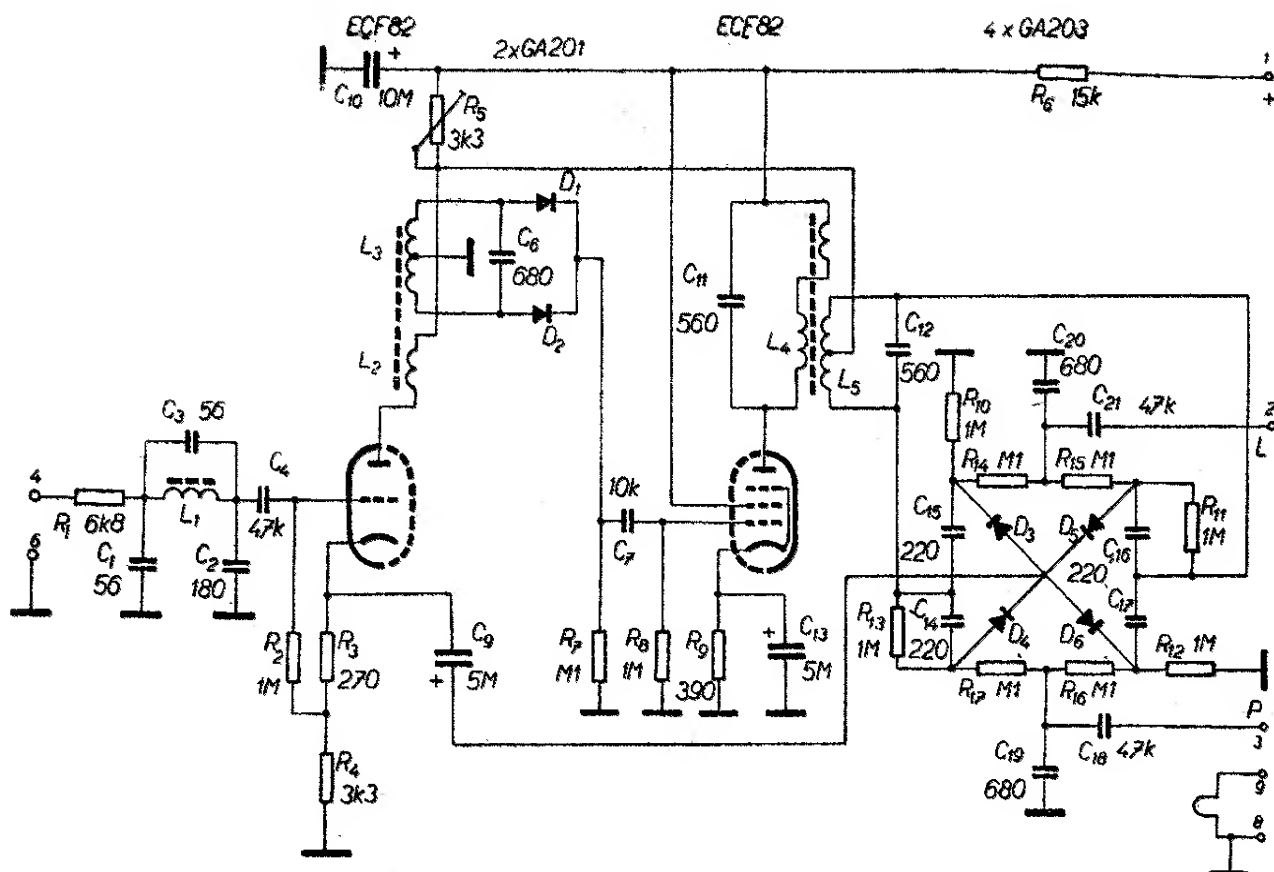 ECF82
ECF82
2xGA201
4 x GA203
+
C10 10M
R5
3k3
R6 15k
1
+
D1
L3
C6
680
D2
C11
560
L4
L5
C12
560
C20
680
L2
C3 56
R10
1M
C21 47k
2
L
4
R1
6k8
L1
C4
47k
R14 M1
R15 M1
6
C1
56
C2
180
10k
C7
C15
220
D3
D5
C16
220
R11
1M
R2
1M
R3
270
C9
+ 5M
R7
M1
R8
1M
R9
390
+ C13
5M
R13
1M
C14
220
D4
D6
C17
R12 1M
R17 M1
R16 M1
R4
3k3
C19
680
C18 47k
P
3
9
8